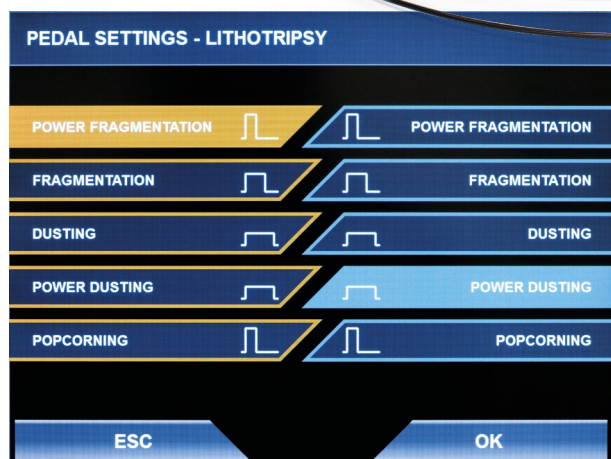 PEDAL SETTINGS - LITHOTRIPSY
POWER FRAGMENTATION
POWER FRAGMENTATION
FRAGMENTATION
FRAGMENTATION
DUSTING
DUSTING
POWER DUSTING
POWER DUSTING
POPCORNING
POPCORNING
ESC
OK